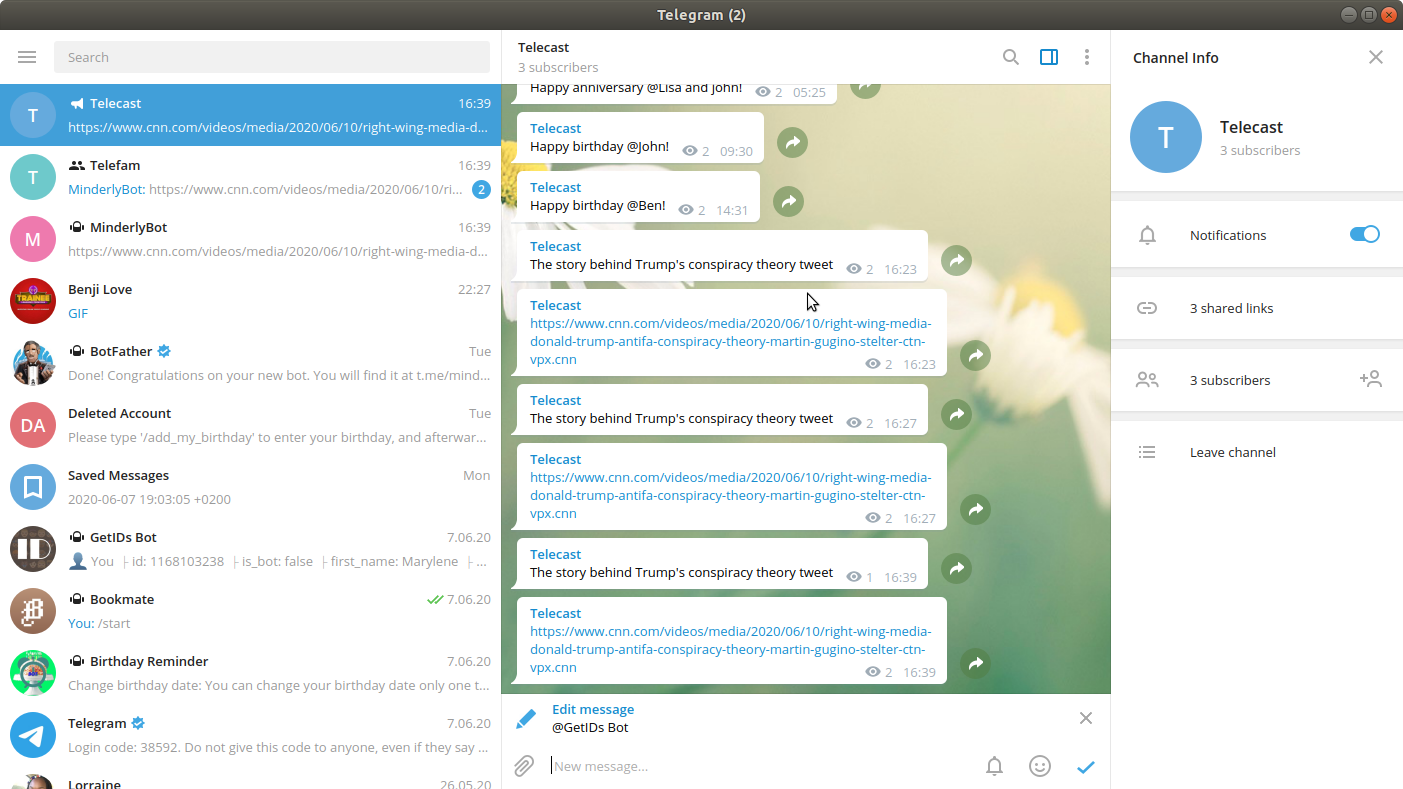 Telegram (2)
Search
T
Telecast
16:39
https://www.cnn.com/videos/media/2020/06/10/right-wing-media-d...
T
Telefam
16:39
MinderlyBot: https://www.cnn.com/videos/media/2020/06/10/ri...
2
M
MinderlyBot
16:39
https://www.cnn.com/videos/media/2020/06/10/right-wing-media-d...
TRAINEE
Benji Love
22:27
GIF
BotFather
Tue
Done! Congratulations on your new bot. You will find it at t.me/mind...
DA
Deleted Account
Tue
Please type '/add_my_birthday' to enter your birthday, and afterwar...
Saved Messages
Mon
2020-06-07 19:03:05 +0200
GetIDs Bot
7.06.20
You ├ id: 1168103238 ├ is_bot: false ├ first_name: Marylene ├ ...
Bookmate
7.06.20
You: /start
Birthday Reminder
7.06.20
Change birthday date: You can change your birthday date only one t...
Telegram
7.06.20
Login code: 38592. Do not give this code to anyone, even if they say ...
Lorraine
26.05.20
Telecast
3 subscribers
Happy anniversary @Lisa and John! 2 05:25
Telecast
Happy birthday @John! 2 09:30
Telecast
Happy birthday @Ben! 2 14:31
Telecast
The story behind Trump's conspiracy theory tweet 2 16:23
Telecast
https://www.cnn.com/videos/media/2020/06/10/right-wing-media-
donald-trump-antifa-conspiracy-theory-martin-gugino-stelter-ctn-
vpx.cnn 2 16:23
Telecast
The story behind Trump's conspiracy theory tweet 2 16:27
Telecast
https://www.cnn.com/videos/media/2020/06/10/right-wing-media-
donald-trump-antifa-conspiracy-theory-martin-gugino-stelter-ctn-
vpx.cnn 2 16:27
Telecast
The story behind Trump's conspiracy theory tweet 1 16:39
Telecast
https://www.cnn.com/videos/media/2020/06/10/right-wing-media-
donald-trump-antifa-conspiracy-theory-martin-gugino-stelter-ctn-
vpx.cnn 2 16:39
Edit message
@GetIDs Bot
New message...
Channel Info
T
Telecast
3 subscribers
Notifications
3 shared links
3 subscribers
Leave channel